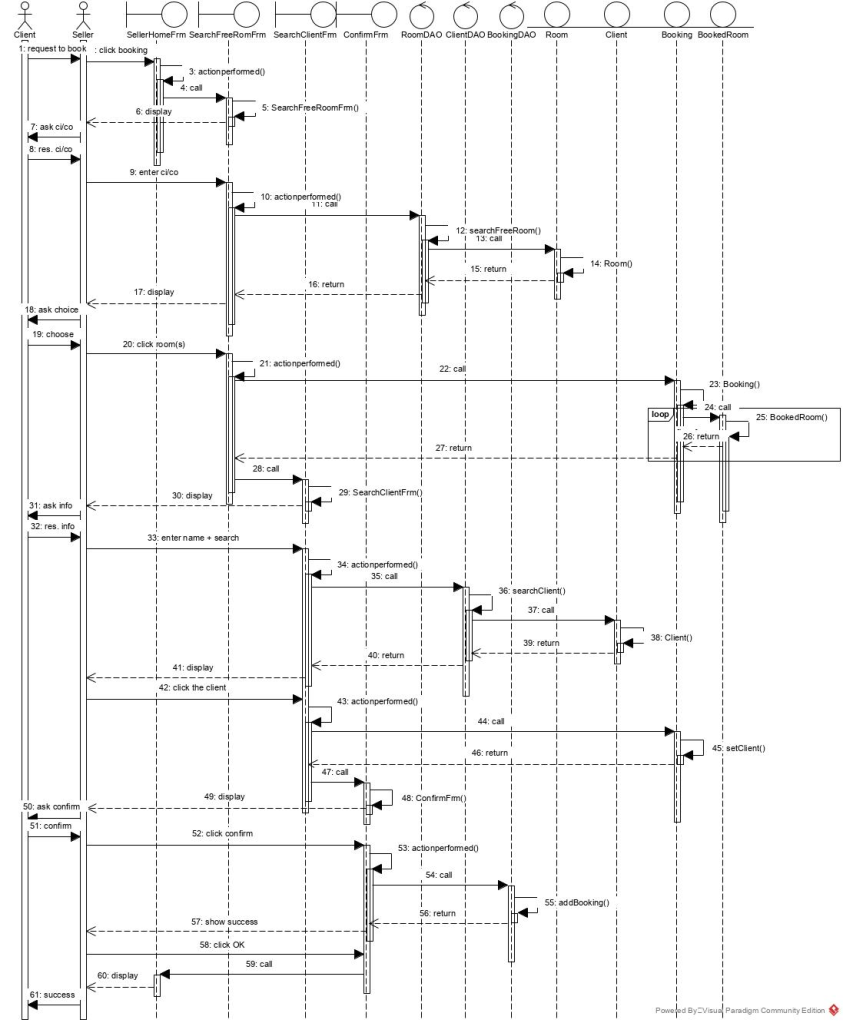 Client Seller SellerHomeFrm SearchFreeRomFrm SearchClientFrm ConfirmFrm RoomDAO ClientDAO BookingDAO Room Client Booking BookedRoom
1: request to book
: click booking
3: actionperformed()
4: call
5: SearchFreeRoomFrm()
6: display
7: ask ci/co
8: res. ci/co
9: enter ci/co
10: actionperformed()
11: call
12: searchFreeRoom()
13: call
14: Room()
15: return
16: return
17: display
18: ask choice
19: choose
20: click room(s)
21: actionperformed()
22: call
23: Booking()
24: call
loop
25: BookedRoom()
26: return
27: return
28: call
29: SearchClientFrm()
30: display
31: ask info
32: res. info
33: enter name + search
34: actionperformed()
35: call
36: searchClient()
37: call
38: Client()
39: return
40: return
41: display
42: click the client
43: actionperformed()
44: call
45: setClient()
46: return
47: call
48: ConfirmFrm()
49: display
50: ask confirm
51: confirm
52: click confirm
53: actionperformed()
54: call
55: addBooking()
56: return
57: show success
58: click OK
59: call
60: display
61: success
Powered By Visual Paradigm Community Edition